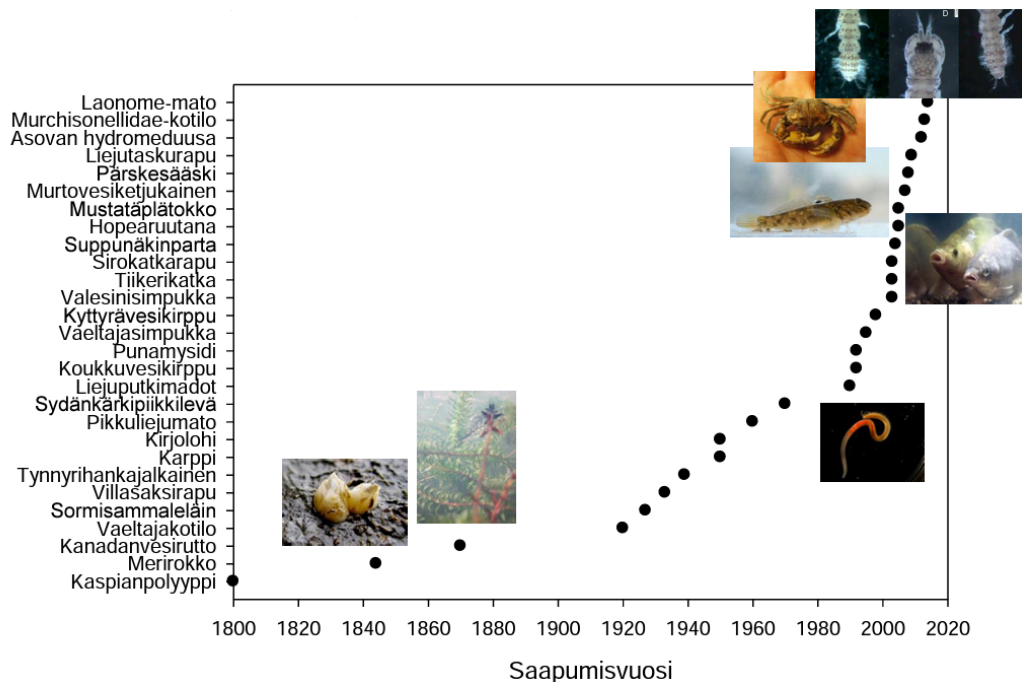 D
Laonome-mato
Murchisonellidae-kotilo
Asovan hydromeduusa
Liejutaskurapu
Pärskesääski
Murtovesiketjukainen
Mustatäplätokko
Hopearuutana
Suppunäkinparta
Sirokatkarapu
Tiikerikatka
Valesinisimpukka
Kyttyrävesikirppu
Vaeltajasimpukka
Punamysidi
Koukkuvesikirppu
Liejuputkimadot
Sydänkärkipiikkilevä
Pikkuliejumato
Kirjolohi
Karppi
Tynnyrihankajalkainen
Villasaksirapu
Sormisammaleläin
Vaeltajakotilo
Kanadanvesirutto
Merirokko
Kaspianpolyyppi
1800 1820 1840 1860 1880 1900 1920 1940 1960 1980 2000 2020
Saapumisvuosi